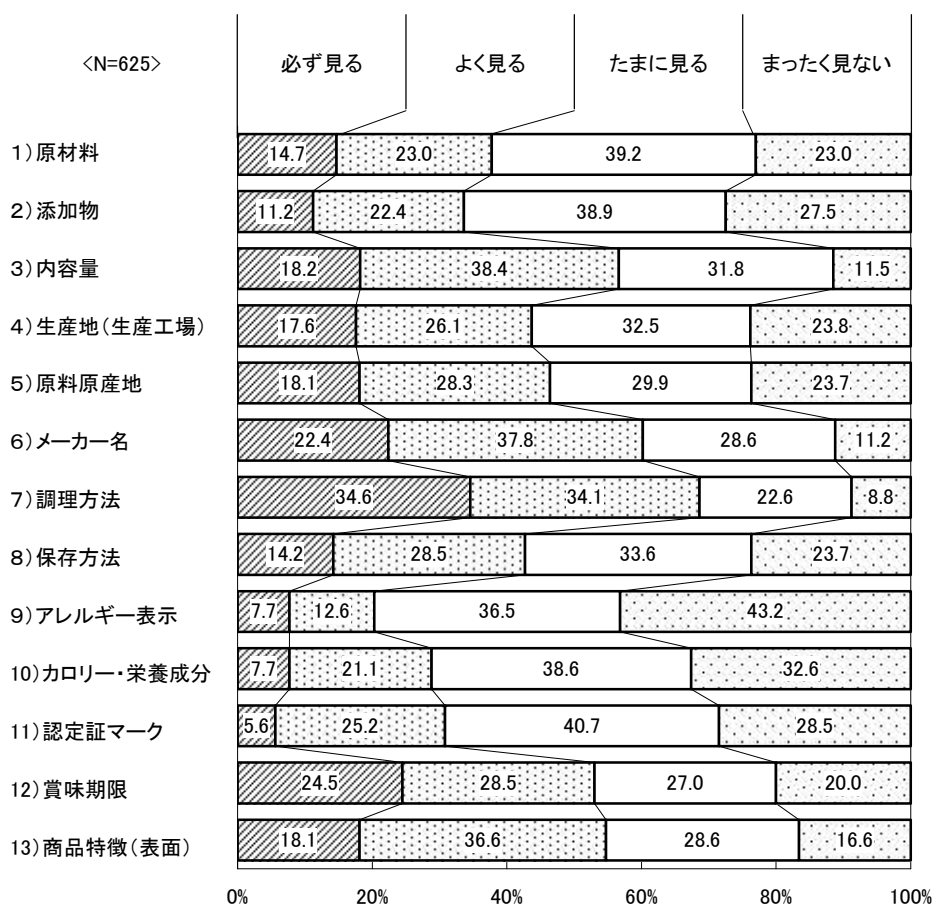 <N=625> 必ず見る よく見る たまに見る まったく見ない
1)原材料 14.7 23.0 39.2 23.0
2)添加物 11.2 22.4 38.9 27.5
3)内容量 18.2 38.4 31.8 11.5
4)生産地(生産工場) 17.6 26.1 32.5 23.8
5)原料原産地 18.1 28.3 29.9 23.7
6)メーカー名 22.4 37.8 28.6 11.2
7)調理方法 34.6 34.1 22.6 8.8
8)保存方法 14.2 28.5 33.6 23.7
9)アレルギー表示 7.7 12.6 36.5 43.2
10)カロリー・栄養成分 7.7 21.1 38.6 32.6
11)認定証マーク 5.6 25.2 40.7 28.5
12)賞味期限 24.5 28.5 27.0 20.0
13)商品特徴(表面) 18.1 36.6 28.6 16.6
0% 20% 40% 60% 80% 100%